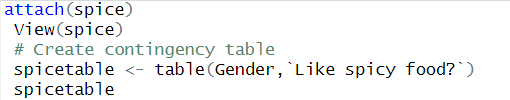 attach(spice)
View(spice)
# Create contingency table
spicetable <- table(Gender,`Like spicy food?`)
spicetable